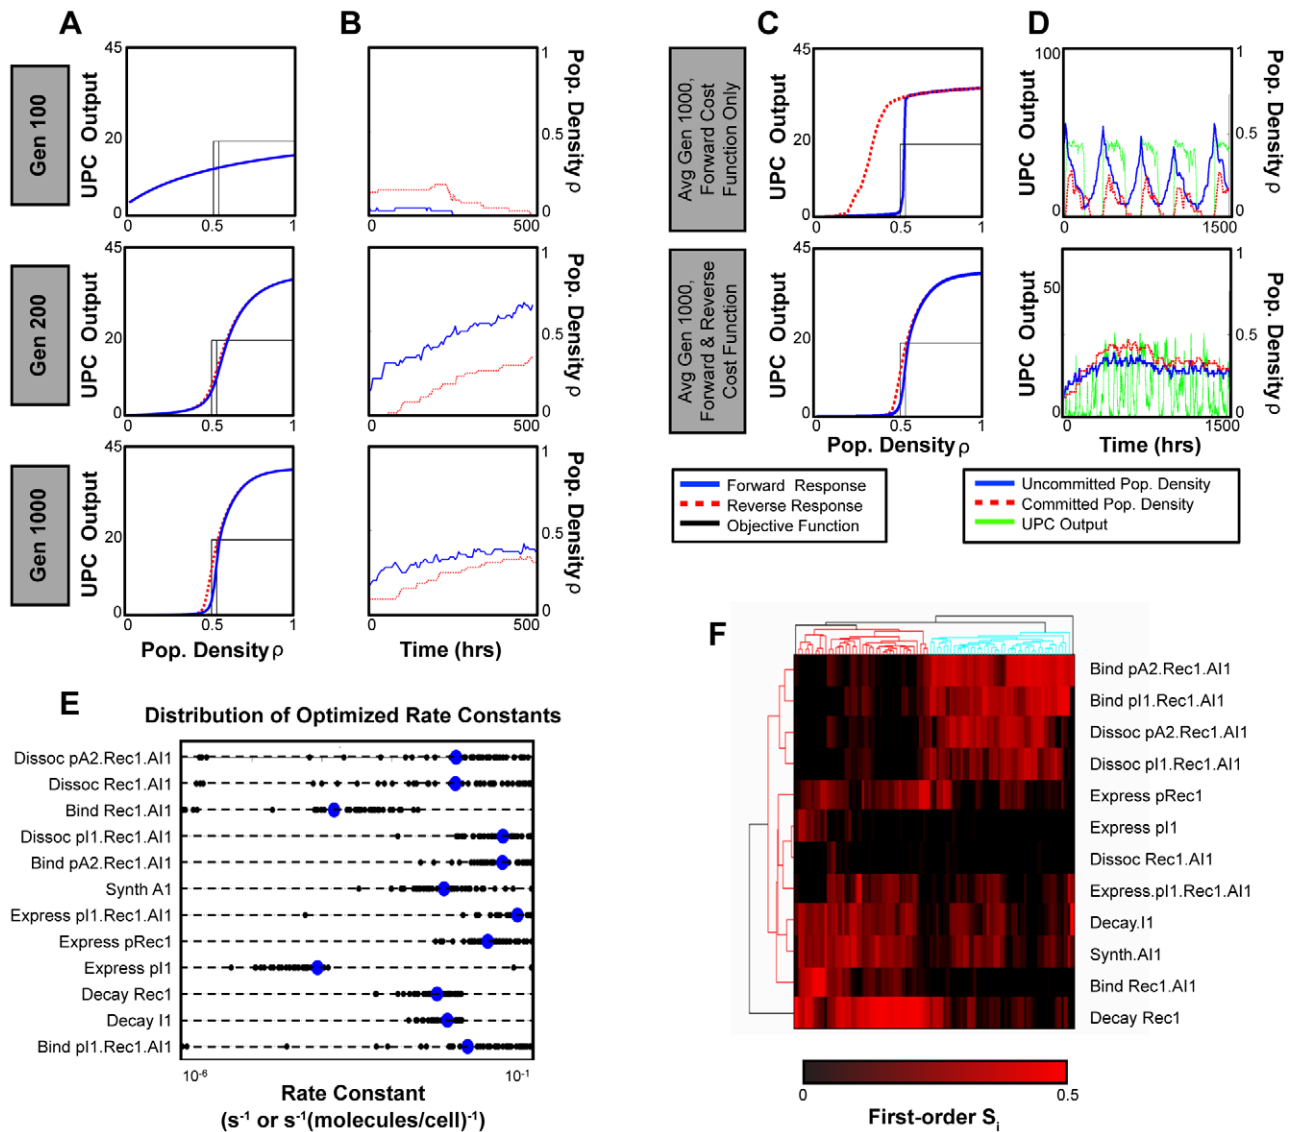 A
B
C
D
Gen 100
UPC Output
45
20
0
0
0.5
1
1
0.5
0
0
500
Pop. Density ρ
Avg Gen 1000,
Forward Cost
Function Only
UPC Output
45
20
0
0
0.5
1
UPC Output
100
0
0
1500
1
0.5
0
Pop. Density ρ
Gen 200
UPC Output
45
20
0
0
0.5
1
1
0.5
0
0
500
Pop. Density ρ
Avg Gen 1000,
Forward & Reverse
Cost Function
UPC Output
45
20
0
0
0.5
1
Pop. Density ρ
UPC Output
50
0
0
1500
1
0.5
0
Pop. Density ρ
Time (hrs)
Gen 1000
UPC Output
45
20
0
0
0.5
1
Pop. Density ρ
1
0.5
0
0
500
Pop. Density ρ
Time (hrs)
Forward Response
Reverse Response
Objective Function
Uncommitted Pop. Density
Committed Pop. Density
UPC Output
E
Distribution of Optimized Rate Constants
Dissoc pA2.Rec1.AI1
Dissoc Rec1.AI1
Bind Rec1.AI1
Dissoc pI1.Rec1.AI1
Bind pA2.Rec1.AI1
Synth A1
Express pI1.Rec1.AI1
Express pRec1
Express pI1
Decay Rec1
Decay I1
Bind pI1.Rec1.AI1
10⁻⁶
10⁻¹
Rate Constant
(s⁻¹ or s⁻¹(molecules/cell)⁻¹)
F
Bind pA2.Rec1.AI1
Bind pI1.Rec1.AI1
Dissoc pA2.Rec1.AI1
Dissoc pI1.Rec1.AI1
Express pRec1
Express pI1
Dissoc Rec1.AI1
Express.pI1.Rec1.AI1
Decay.I1
Synth.AI1
Bind Rec1.AI1
Decay Rec1
0
0.5
First-order Sᵢ